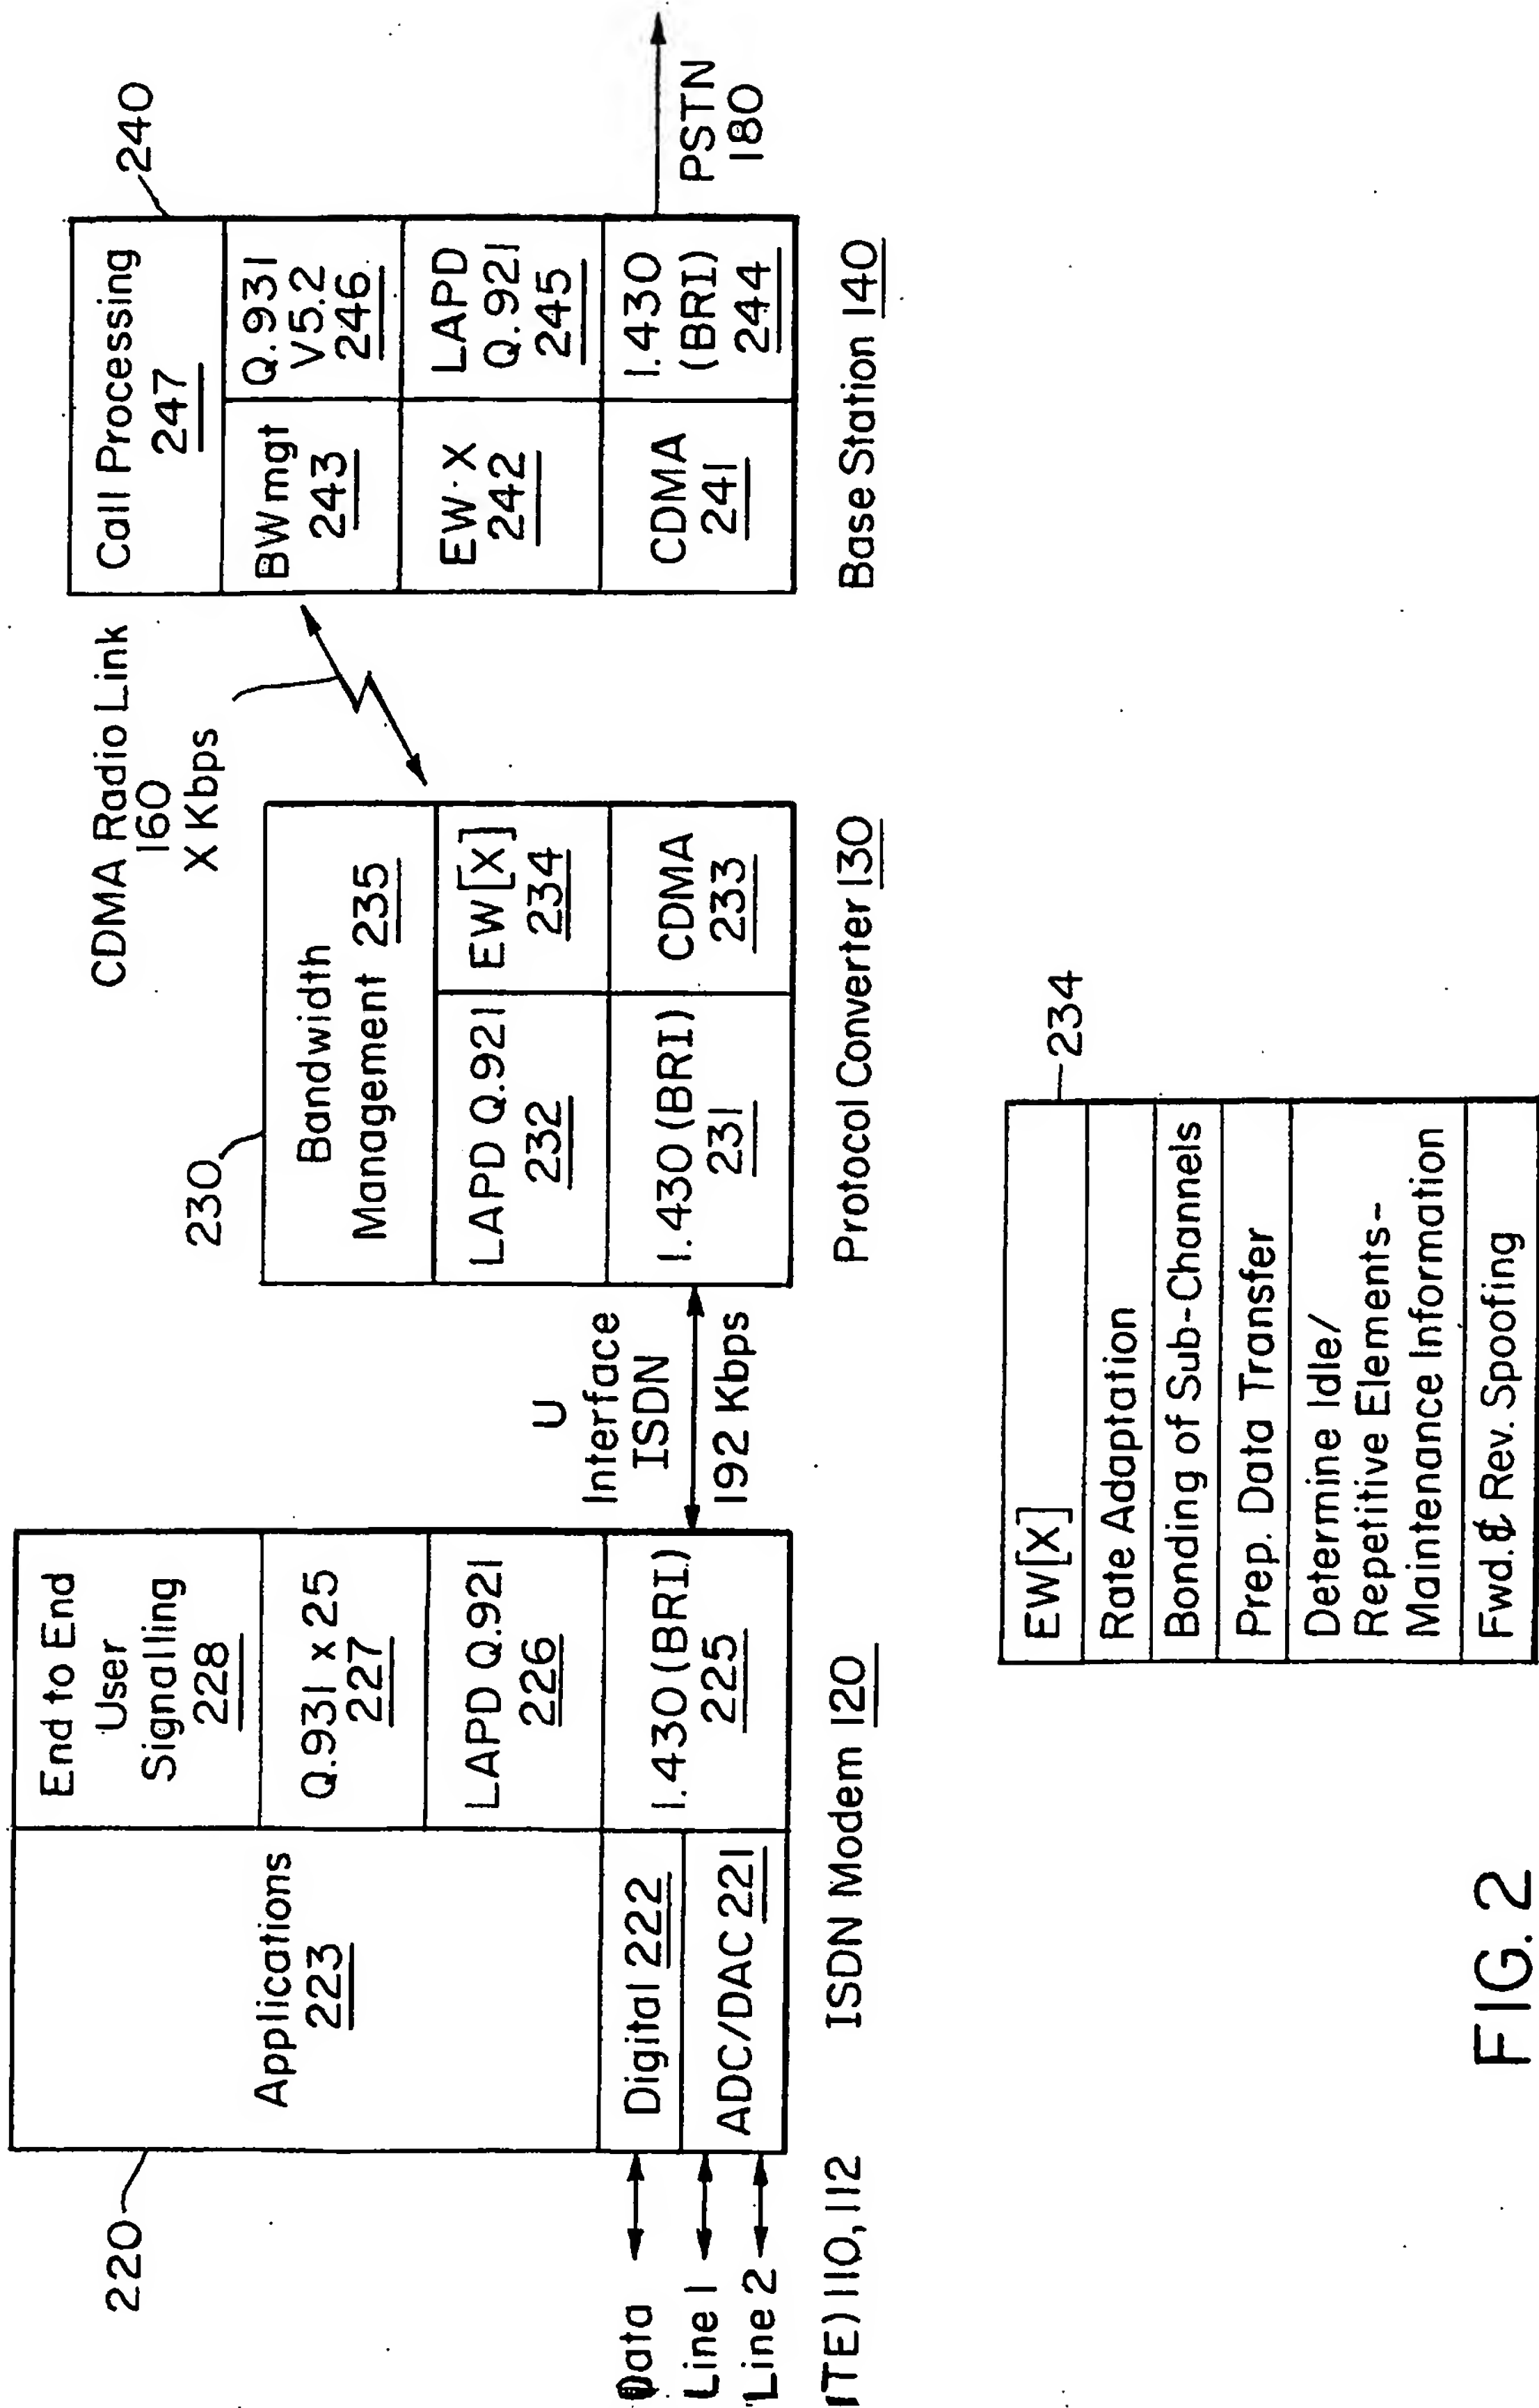 220
Applications
223
End to End
User
Signalling
228
Q.931 x 25
227
LAPD Q.921
226
Digital 222
ADC/DAC 221
I.430 (BRI)
225
Data
Line 1
Line 2
(TE) 110, 112
ISDN Modem 120
U
Interface
ISDN
192 Kbps
230
Bandwidth
Management 235
LAPD Q.921
232
EW[X]
234
I.430 (BRI)
231
CDMA
233
Protocol Converter 130
CDMA Radio Link
160
X Kbps
240
Call Processing
247
BW mgt
243
Q.931
V5.2
246
EW·X
242
LAPD
Q.921
245
CDMA
241
I.430
(BRI)
244
Base Station 140
PSTN
180
234
EW[X]
Rate Adaptation
Bonding of Sub-Channels
Prep. Data Transfer
Determine Idle/
Repetitive Elements-
Maintenance Information
Fwd. & Rev. Spoofing
FIG. 2